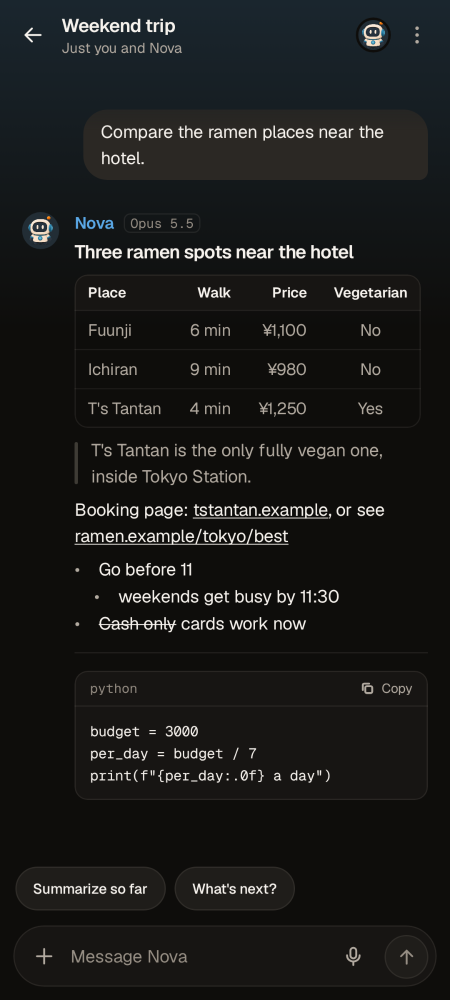 Weekend trip
Just you and Nova
Compare the ramen places near the
hotel.
Nova Opus 5.5
Three ramen spots near the hotel
Place Walk Price Vegetarian
Fuunji 6 min ¥1,100 No
Ichiran 9 min ¥980 No
T's Tantan 4 min ¥1,250 Yes
T's Tantan is the only fully vegan one,
inside Tokyo Station.
Booking page: tstantan.example, or see
ramen.example/tokyo/best
• Go before 11
• weekends get busy by 11:30
• Cash only cards work now
python Copy
budget = 3000
per_day = budget / 7
print(f"{per_day:.0f} a day")
Summarize so far What's next?
Message Nova